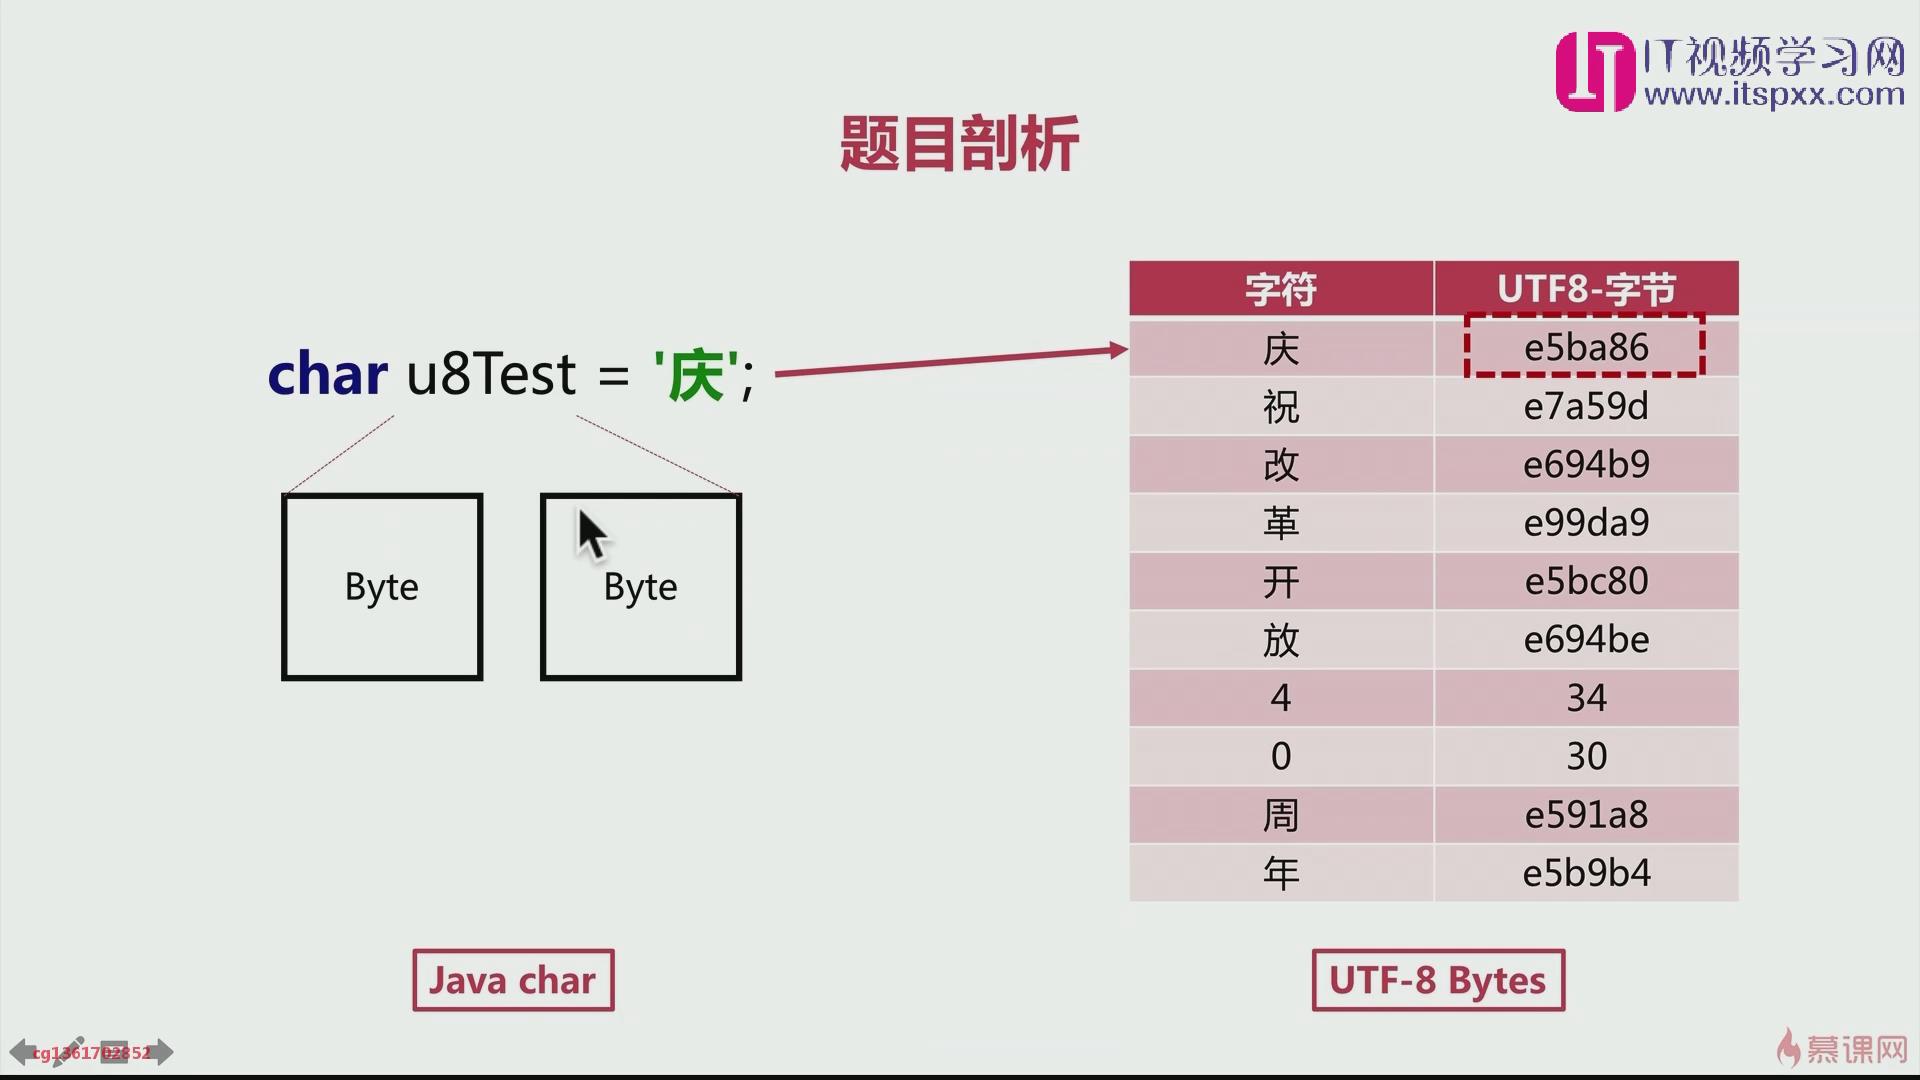 IT视频学习网
www.itspxx.com
题目剖析
char u8Test = '庆';
Byte Byte
Java char
字符 UTF8-字节
庆 e5ba86
祝 e7a59d
改 e694b9
革 e99da9
开 e5bc80
放 e694be
4 34
0 30
周 e591a8
年 e5b9b4
UTF-8 Bytes
cg1361702852
慕课网